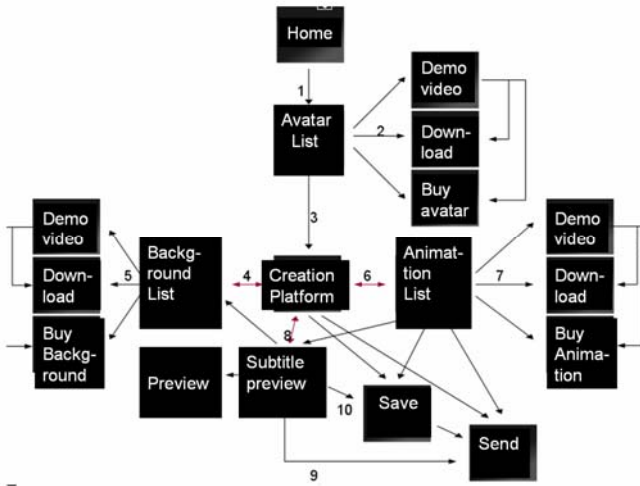 Home
1
Demo
video
Avatar
List
2
Down-
load
Buy
avatar
3
Demo
video
Backg-
round
List
Animat-
tion
List
Demo
video
Creation
Platform
4
6
5
7
Down-
load
Down-
load
Buy
Backg-
round
Buy
Anima-
tion
8
Preview
Subtitle
preview
10
Save
Send
9